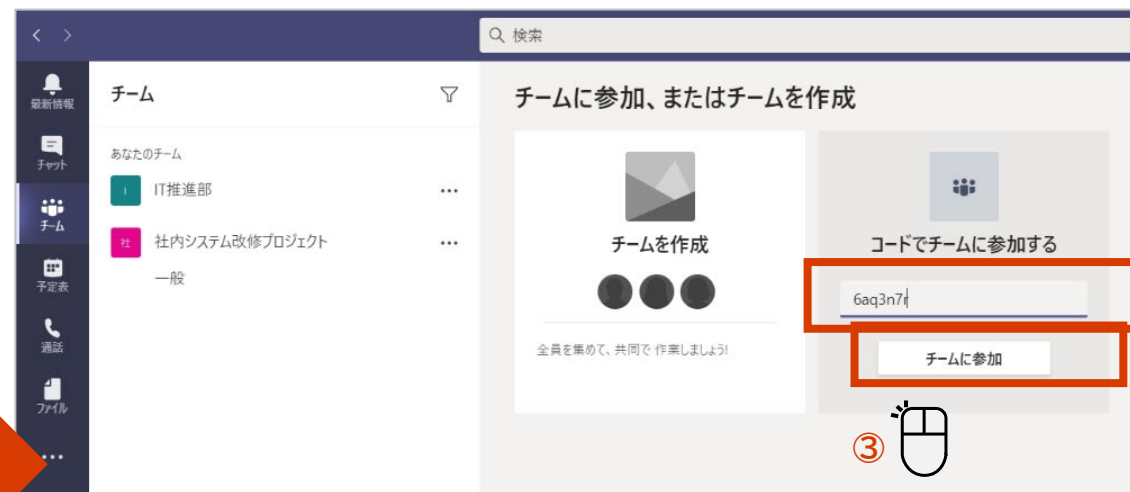 検索
最新情報
チャット
チーム
予定表
通話
ファイル
チーム
あなたのチーム
I
IT推進部
社
社内システム改修プロジェクト
一般
チームに参加、またはチームを作成
チームを作成
全員を集めて、共同で 作業しましょう!
コードでチームに参加する
6aq3n7r
チームに参加
③